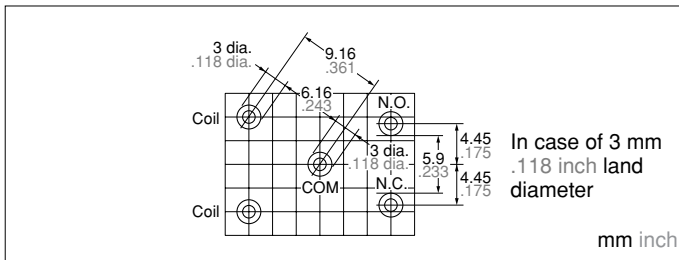 3 dia.
.118 dia.
9.16
.361
6.16
.243
N.O.
Coil
3 dia.
.118 dia.
COM
5.9
.233
4.45
.175
N.C.
4.45
.175
Coil
In case of 3 mm
.118 inch land
diameter
mm inch